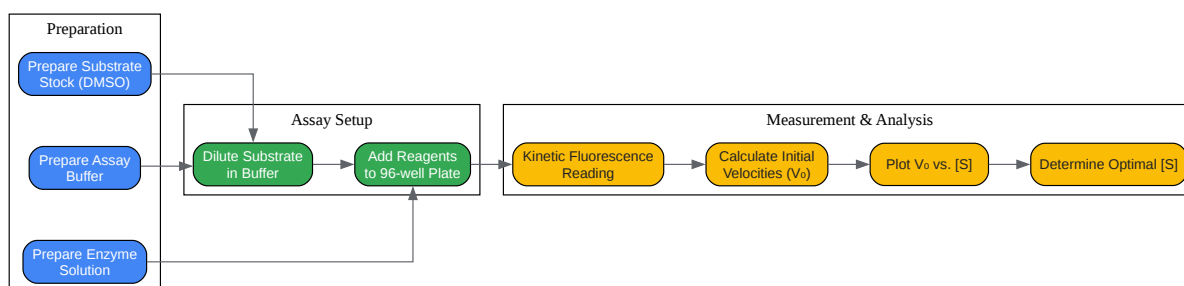 Preparation
Prepare Substrate
Stock (DMSO)
Prepare Assay
Buffer
Prepare Enzyme
Solution
Assay Setup
Dilute Substrate
in Buffer
Add Reagents
to 96-well Plate
Measurement & Analysis
Kinetic Fluorescence
Reading
Calculate Initial
Velocities (V₀)
Plot V₀ vs. [S]
Determine Optimal [S]